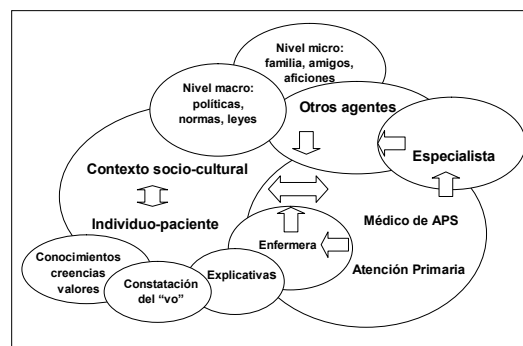 Nivel micro:
familia, amigos,
aficiones
Nivel macro:
políticas,
normas, leyes
Otros agentes
Especialista
Contexto socio-cultural
Individuo-paciente
Médico de APS
Enfermera
Atención Primaria
Conocimientos
creencias
valores
Constatación
del “vo”
Explicativas